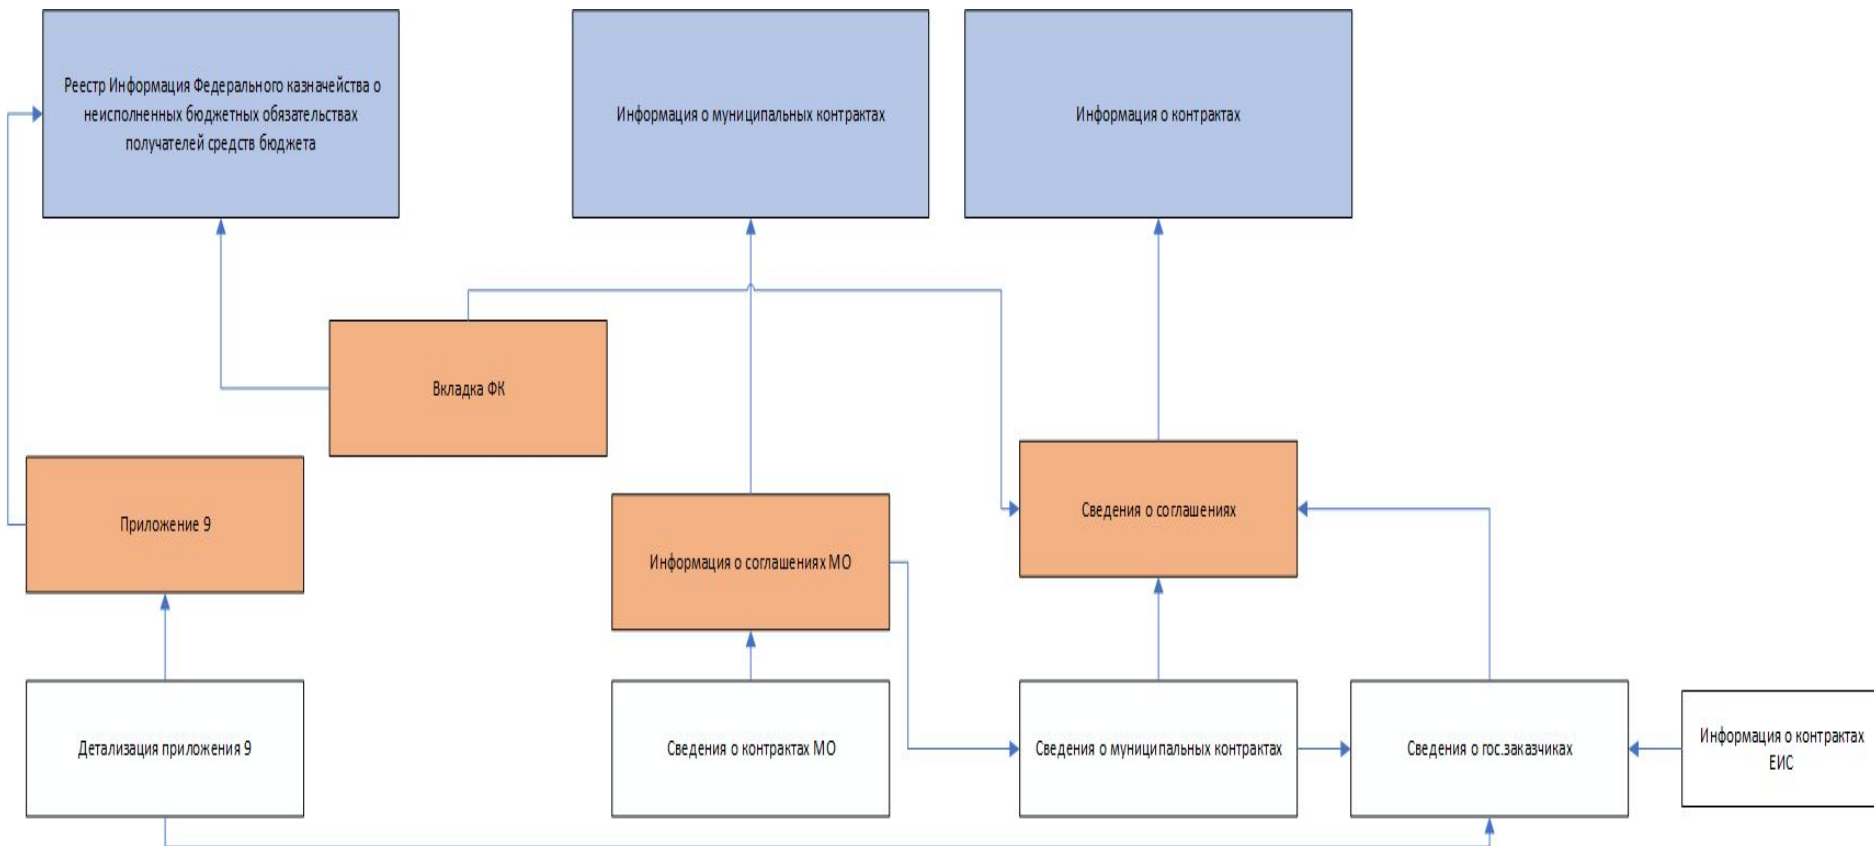 Реестр Информация Федерального казначейства о
неисполненных бюджетных обязательствах
получателей средств бюджета
Информация о муниципальных контрактах
Информация о контрактах
Вкладка ФК
Приложение 9
Информация о соглашениях МО
Сведения о соглашениях
Детализация приложения 9
Сведения о контрактах МО
Сведения о муниципальных контрактах
Сведения о гос.заказчиках
Информация о контрактах
ЕИС